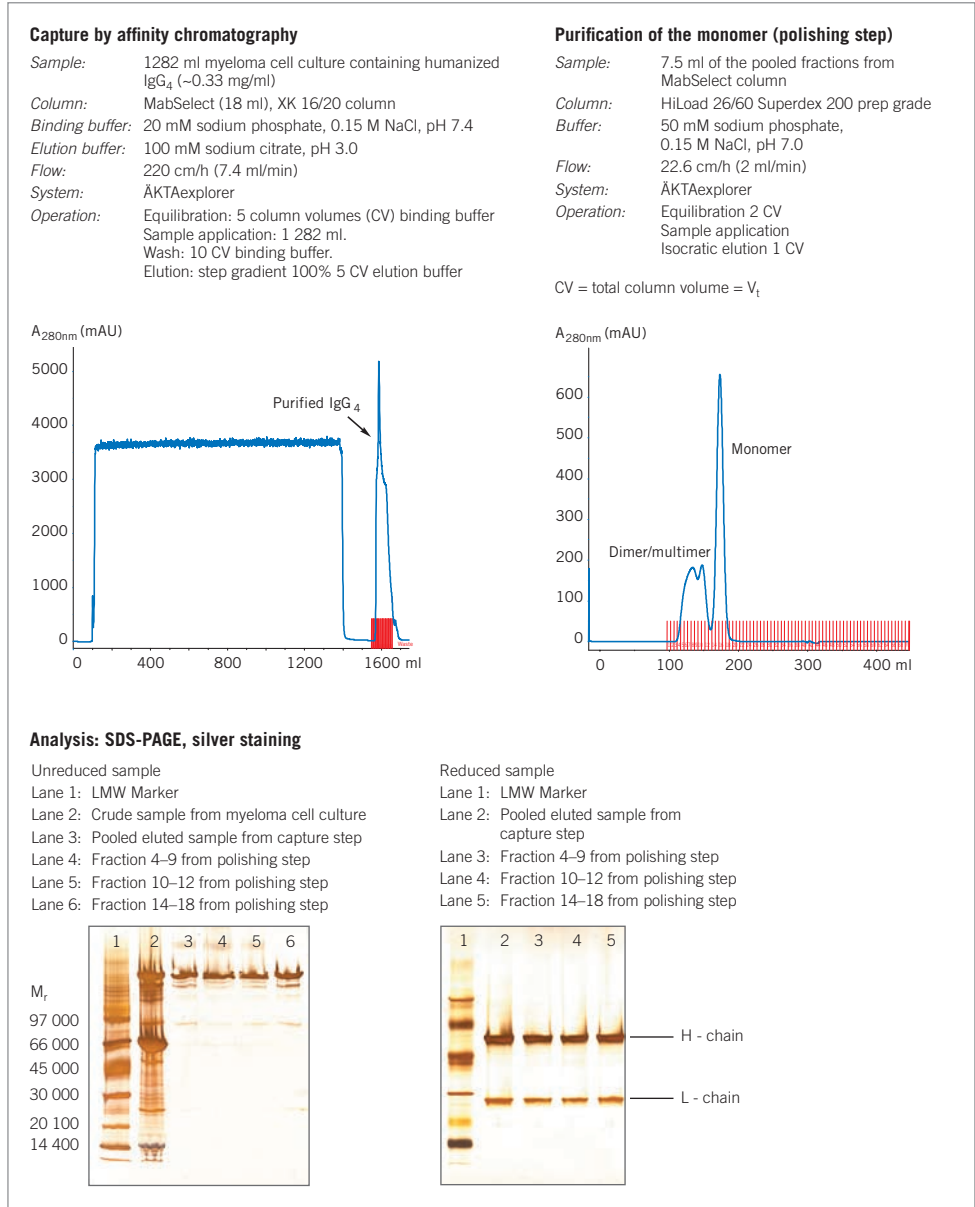 Capture by affinity chromatography
Sample: 1282 ml myeloma cell culture containing humanized
IgG4 (~0.33 mg/ml)
Column: MabSelect (18 ml), XK 16/20 column
Binding buffer: 20 mM sodium phosphate, 0.15 M NaCl, pH 7.4
Elution buffer: 100 mM sodium citrate, pH 3.0
Flow: 220 cm/h (7.4 ml/min)
System: ÄKTAexplorer
Operation: Equilibration: 5 column volumes (CV) binding buffer
Sample application: 1 282 ml.
Wash: 10 CV binding buffer.
Elution: step gradient 100% 5 CV elution buffer
Purification of the monomer (polishing step)
Sample: 7.5 ml of the pooled fractions from
MabSelect column
Column: HiLoad 26/60 Superdex 200 prep grade
Buffer: 50 mM sodium phosphate,
0.15 M NaCl, pH 7.0
Flow: 22.6 cm/h (2 ml/min)
System: ÄKTAexplorer
Operation: Equilibration 2 CV
Sample application
Isocratic elution 1 CV
CV = total column volume = Vt
A280nm (mAU)
5000
4000
3000
2000
1000
0
Purified IgG4
Waste
0 400 800 1200 1600 ml
A280nm (mAU)
600
500
400
300
200
100
0
Monomer
Dimer/multimer
0 100 200 300 400 ml
Analysis: SDS-PAGE, silver staining
Unreduced sample
Lane 1: LMW Marker
Lane 2: Crude sample from myeloma cell culture
Lane 3: Pooled eluted sample from capture step
Lane 4: Fraction 4–9 from polishing step
Lane 5: Fraction 10–12 from polishing step
Lane 6: Fraction 14–18 from polishing step
Reduced sample
Lane 1: LMW Marker
Lane 2: Pooled eluted sample from
capture step
Lane 3: Fraction 4–9 from polishing step
Lane 4: Fraction 10–12 from polishing step
Lane 5: Fraction 14–18 from polishing step
1 2 3 4 5 6
Mr
97 000
66 000
45 000
30 000
20 100
14 400
1 2 3 4 5
H - chain
L - chain